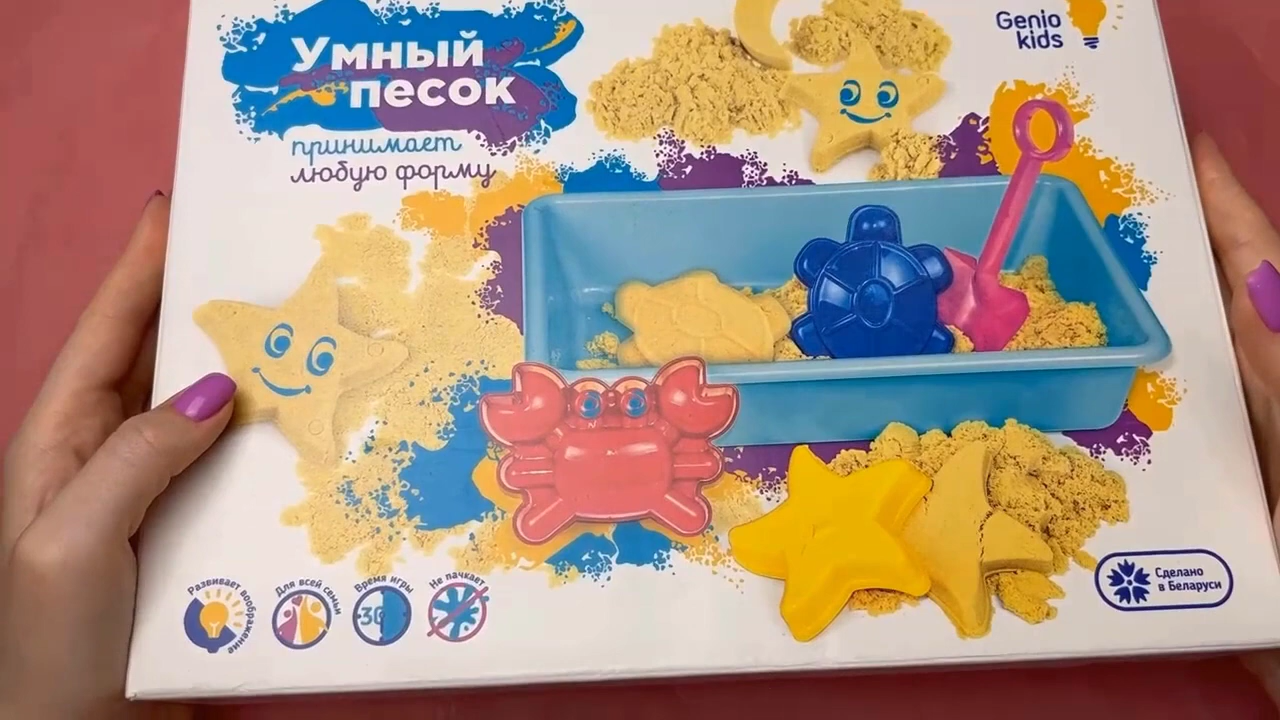 Умный
песок
принимает
любую форму
Genio
kids
Развивает воображение
Для всей семьи
Время игры
30
Не пачкает
Сделано
в Беларуси